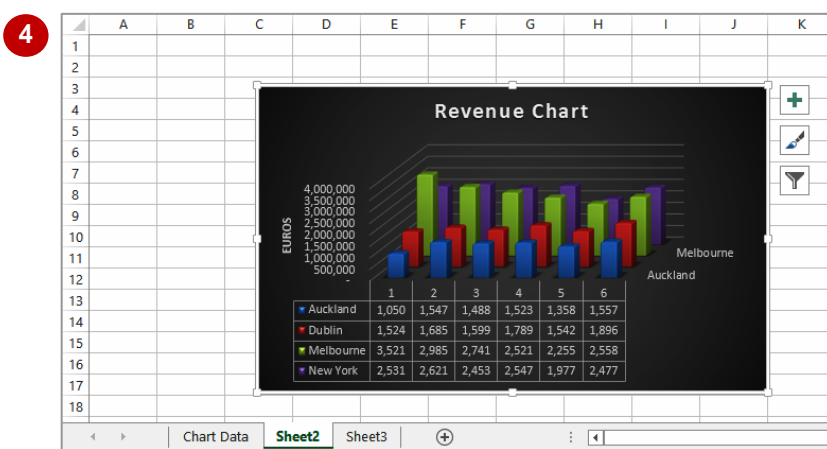 4
A B C D E F G H I J K
1
2
3
4
5
6
7
8
9
10
11
12
13
14
15
16
17
18
Revenue Chart
EUROS
4,000,000
3,500,000
3,000,000
2,500,000
2,000,000
1,500,000
1,000,000
500,000
-
Melbourne
Auckland
1 2 3 4 5 6
Auckland 1,050 1,547 1,488 1,523 1,358 1,557
Dublin 1,524 1,685 1,599 1,789 1,542 1,896
Melbourne 3,521 2,985 2,741 2,521 2,255 2,558
New York 2,531 2,621 2,453 2,547 1,977 2,477
Chart Data Sheet2 Sheet3